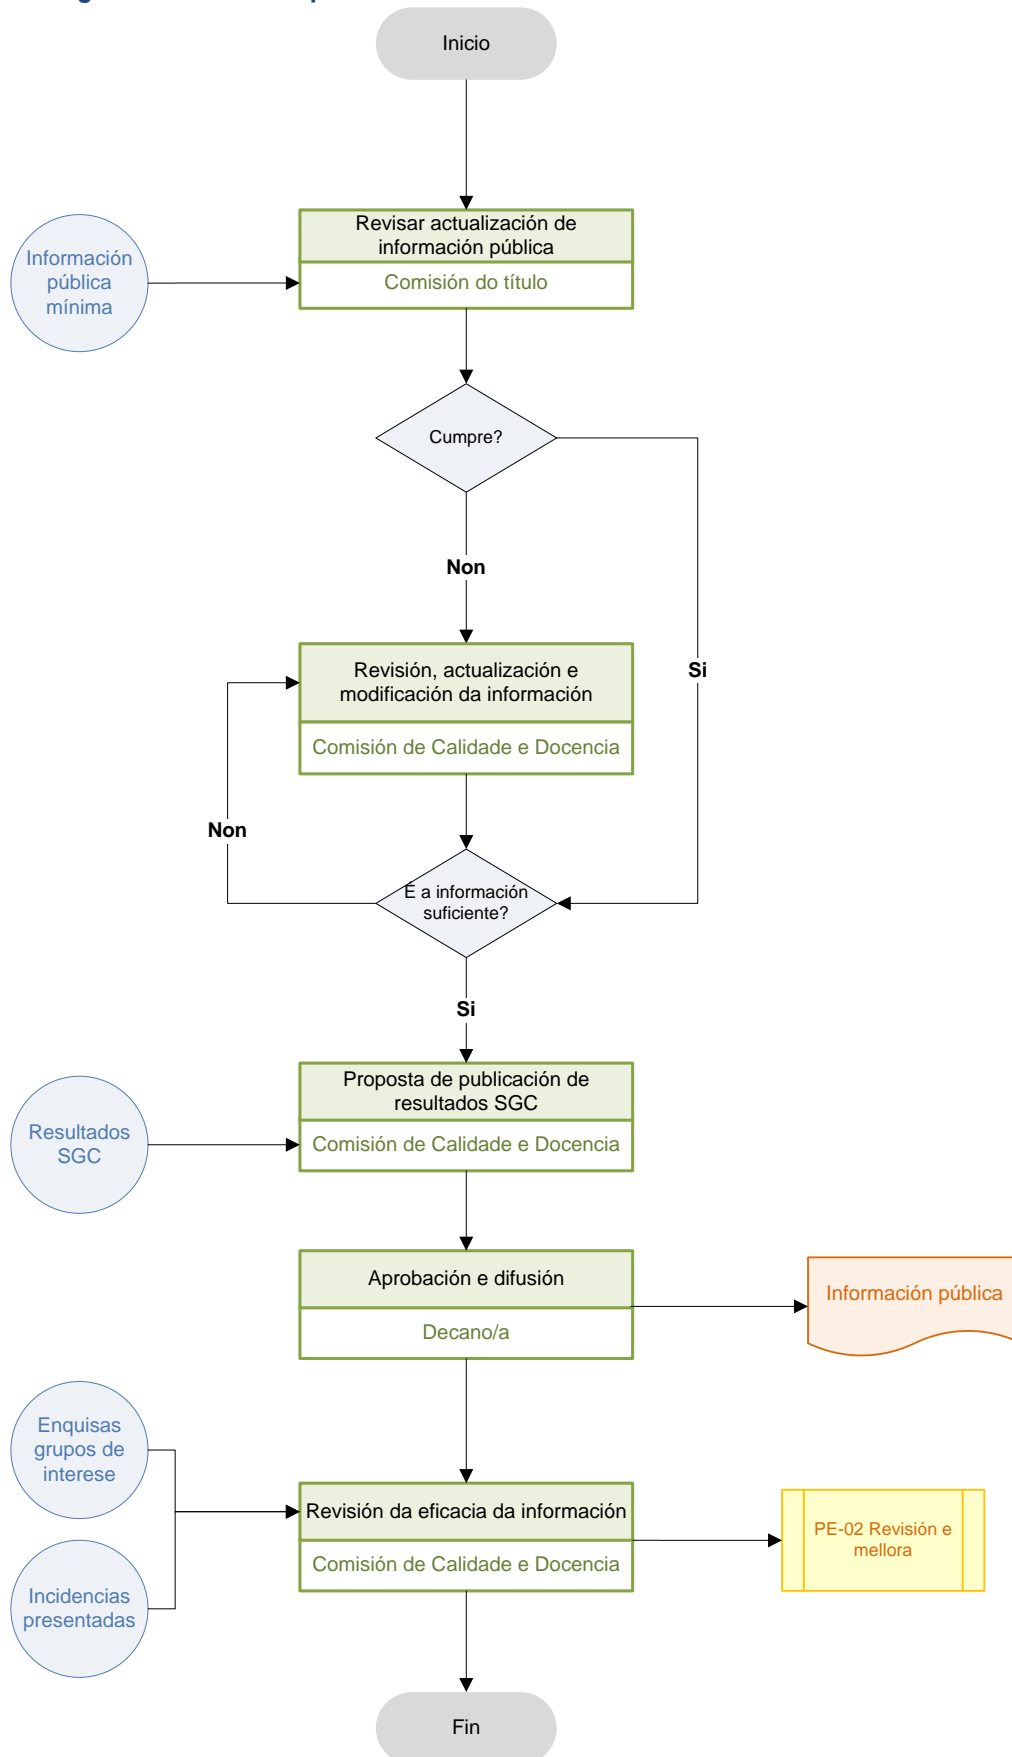 Inicio
Revisar actualización de
información pública
Comisión do título
Información
pública
mínima
Cumpre?
Non
Si
Revisión, actualización e
modificación da información
Comisión de Calidade e Docencia
Non
É a información
suficiente?
Si
Proposta de publicación de
resultados SGC
Comisión de Calidade e Docencia
Resultados
SGC
Aprobación e difusión
Decano/a
Información pública
Enquisas
grupos de
interese
Revisión da eficacia da información
Comisión de Calidade e Docencia
PE-02 Revisión e
mellora
Incidencias
presentadas
Fin